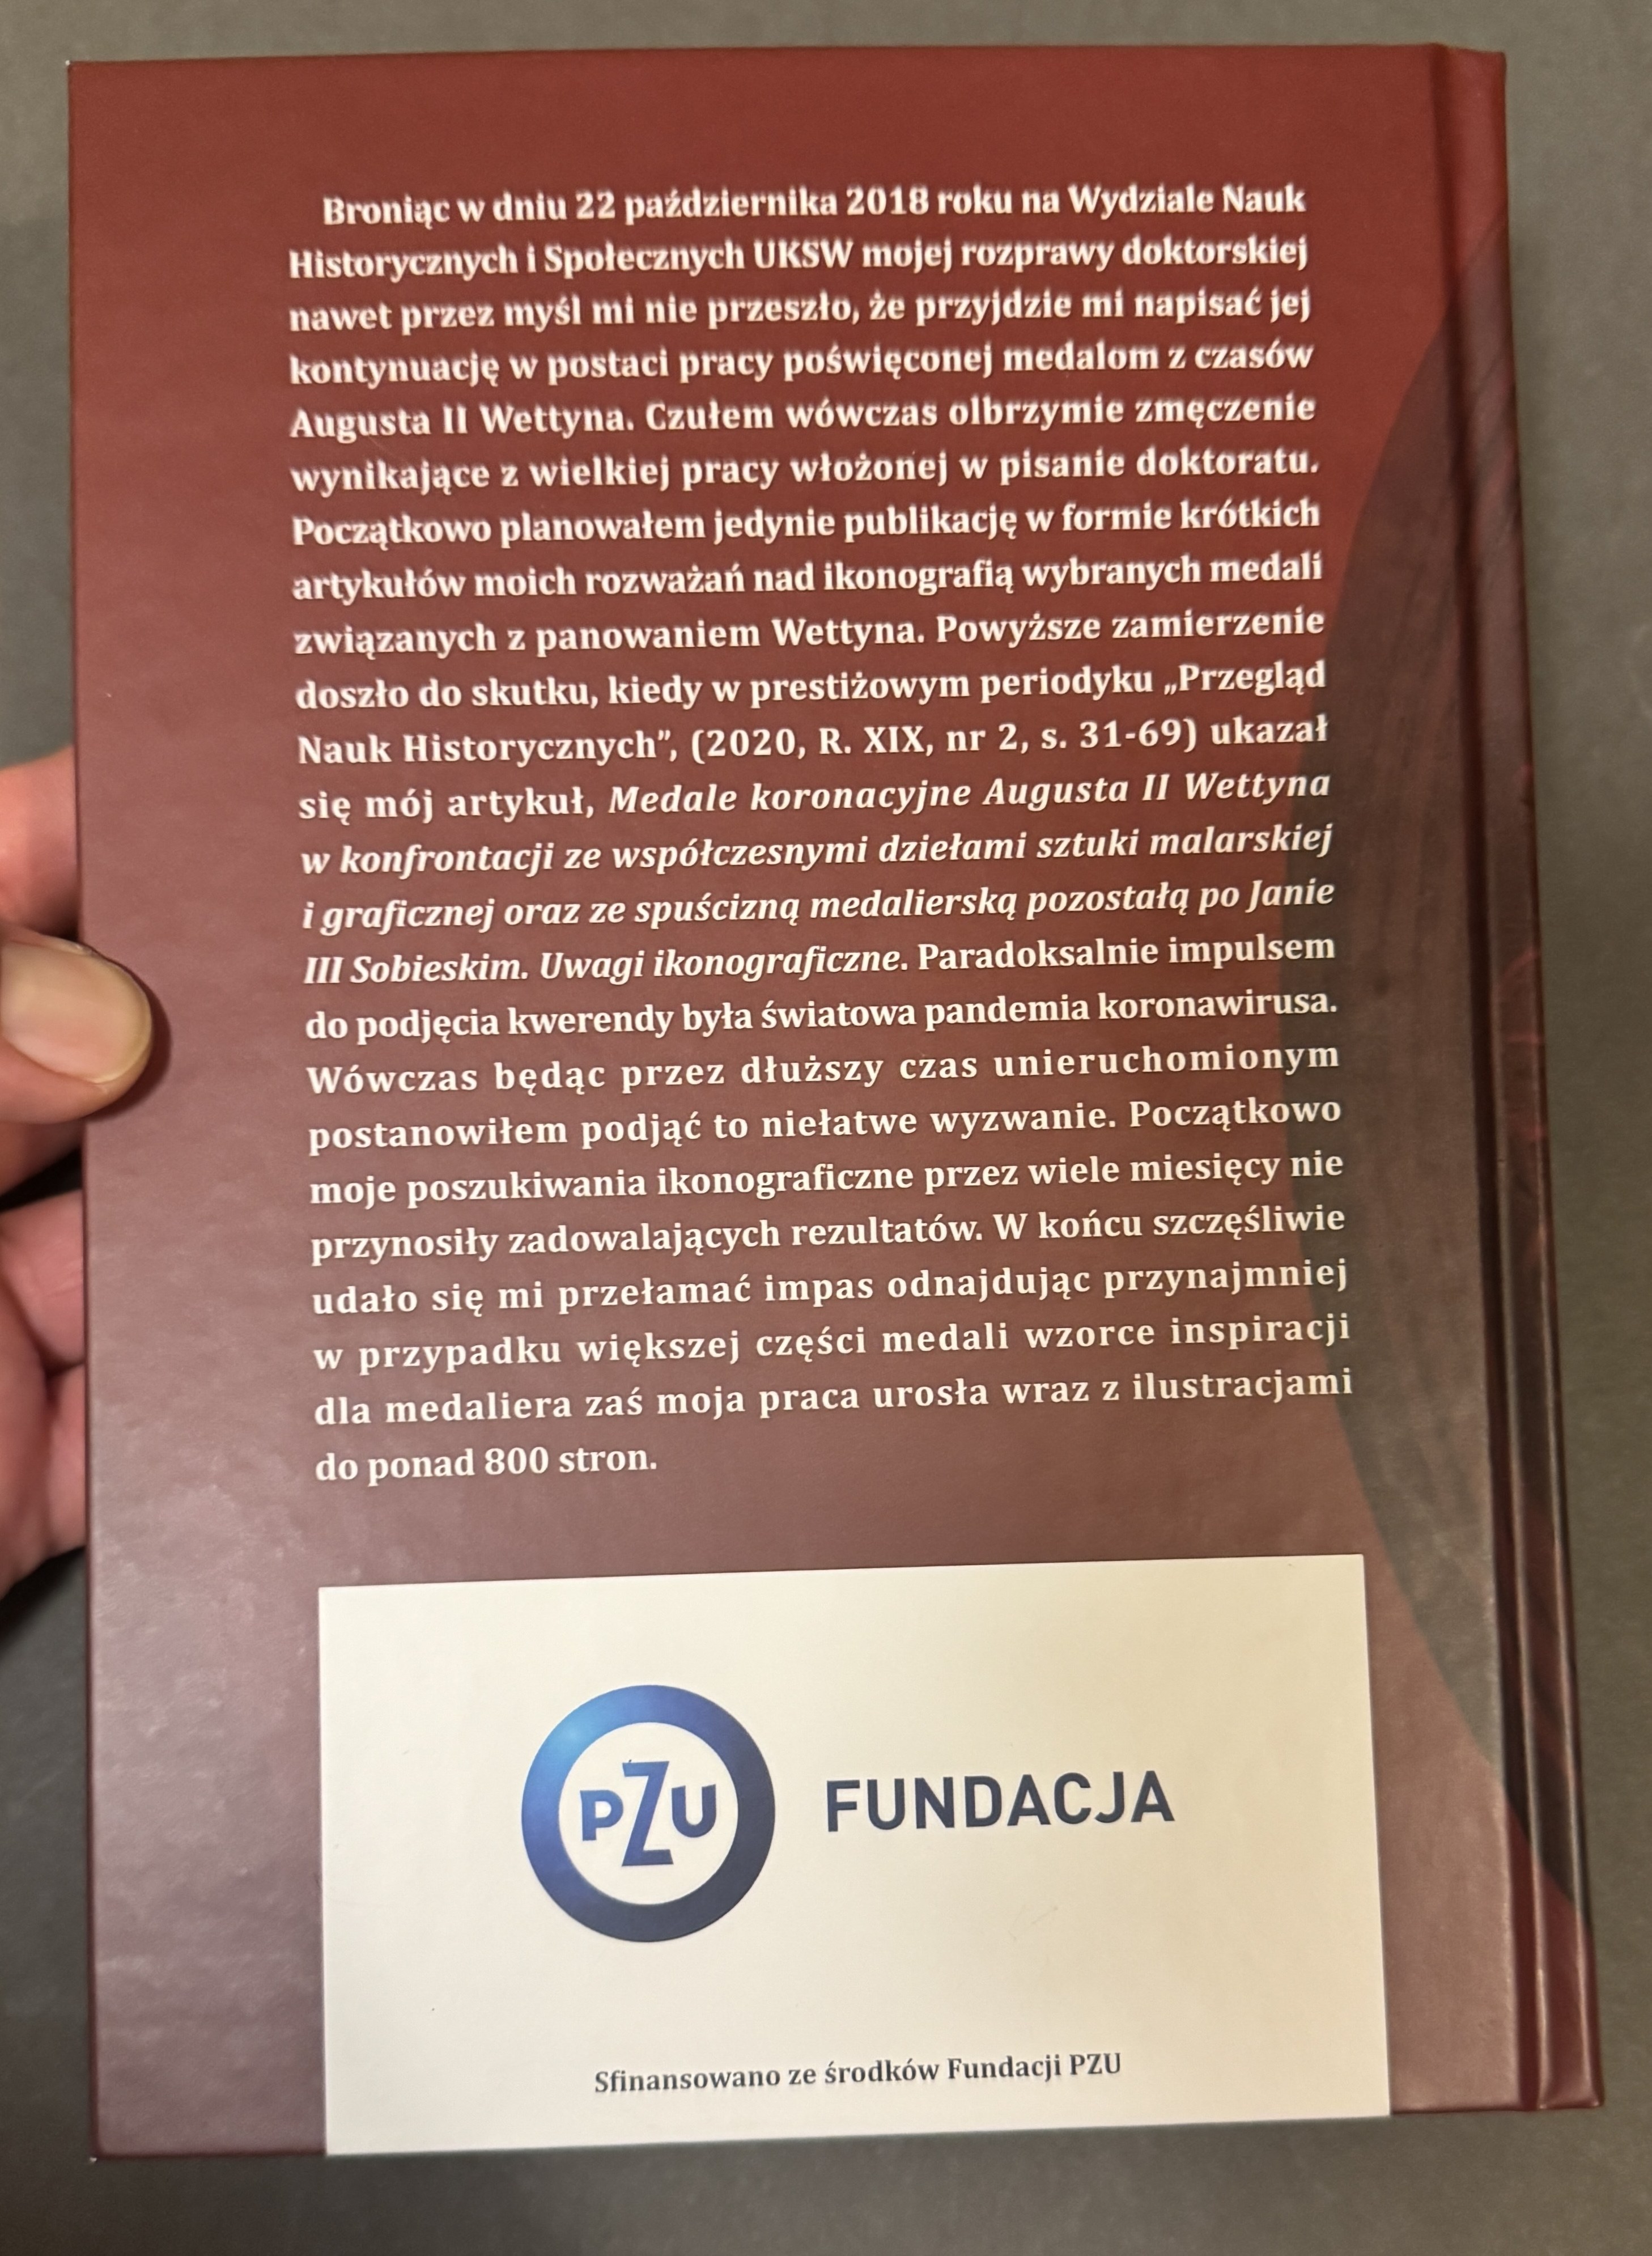 Broniąc w dniu 22 października 2018 roku na Wydziale Nauk
Historycznych i Społecznych UKSW mojej rozprawy doktorskiej
nawet przez myśl mi nie przeszło, że przyjdzie mi napisać jej
kontynuację w postaci pracy poświęconej medalom z czasów
Augusta II Wettyna. Czułem wówczas olbrzymie zmęczenie
wynikające z wielkiej pracy włożonej w pisanie doktoratu.
Początkowo planowałem jedynie publikację w formie krótkich
artykułów moich rozważań nad ikonografią wybranych medali
związanych z panowaniem Wettyna. Powyższe zamierzenie
doszło do skutku, kiedy w prestiżowym periodyku „Przegląd
Nauk Historycznych”, (2020, R. XIX, nr 2, s. 31-69) ukazał
się mój artykuł, Medale koronacyjne Augusta II Wettyna
w konfrontacji ze współczesnymi dziełami sztuki malarskiej
i graficznej oraz ze spuścizną medalierską pozostałą po Janie
III Sobieskim. Uwagi ikonograficzne. Paradoksalnie impulsem
do podjęcia kwerendy była światowa pandemia koronawirusa.
Wówczas będąc przez dłuższy czas unieruchomionym
postanowiłem podjąć to niełatwe wyzwanie. Początkowo
moje poszukiwania ikonograficzne przez wiele miesięcy nie
przynosiły zadowalających rezultatów. W końcu szczęśliwie
udało się mi przełamać impas odnajdując przynajmniej
w przypadku większej części medali wzorce inspiracji
dla medaliera zaś moja praca urosła wraz z ilustracjami
do ponad 800 stron.
PZU FUNDACJA
Sfinansowano ze środków Fundacji PZU